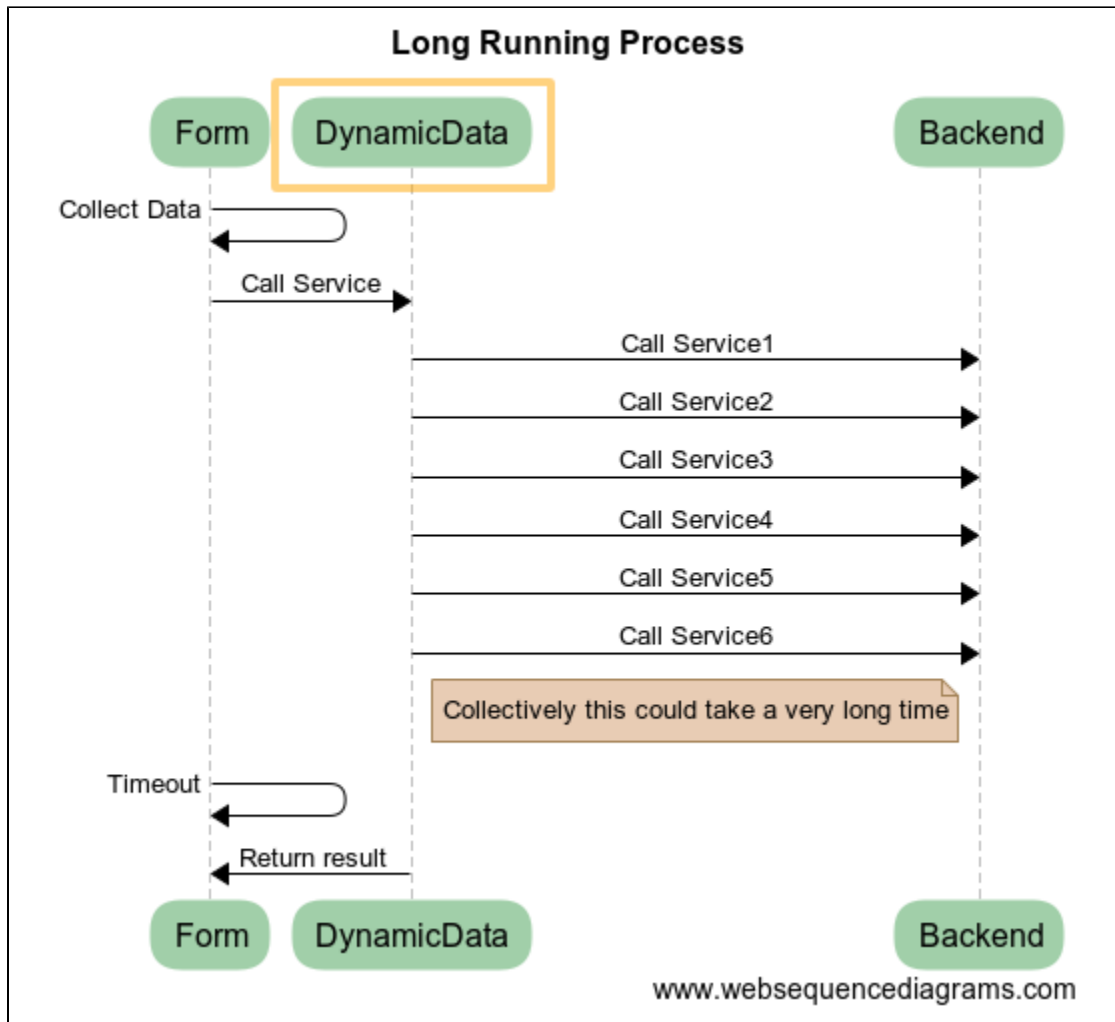 Long Running Process
Form
DynamicData
Backend
Collect Data
Call Service
Call Service1
Call Service2
Call Service3
Call Service4
Call Service5
Call Service6
Collectively this could take a very long time
Timeout
Return result
Form
DynamicData
Backend
www.websequencediagrams.com